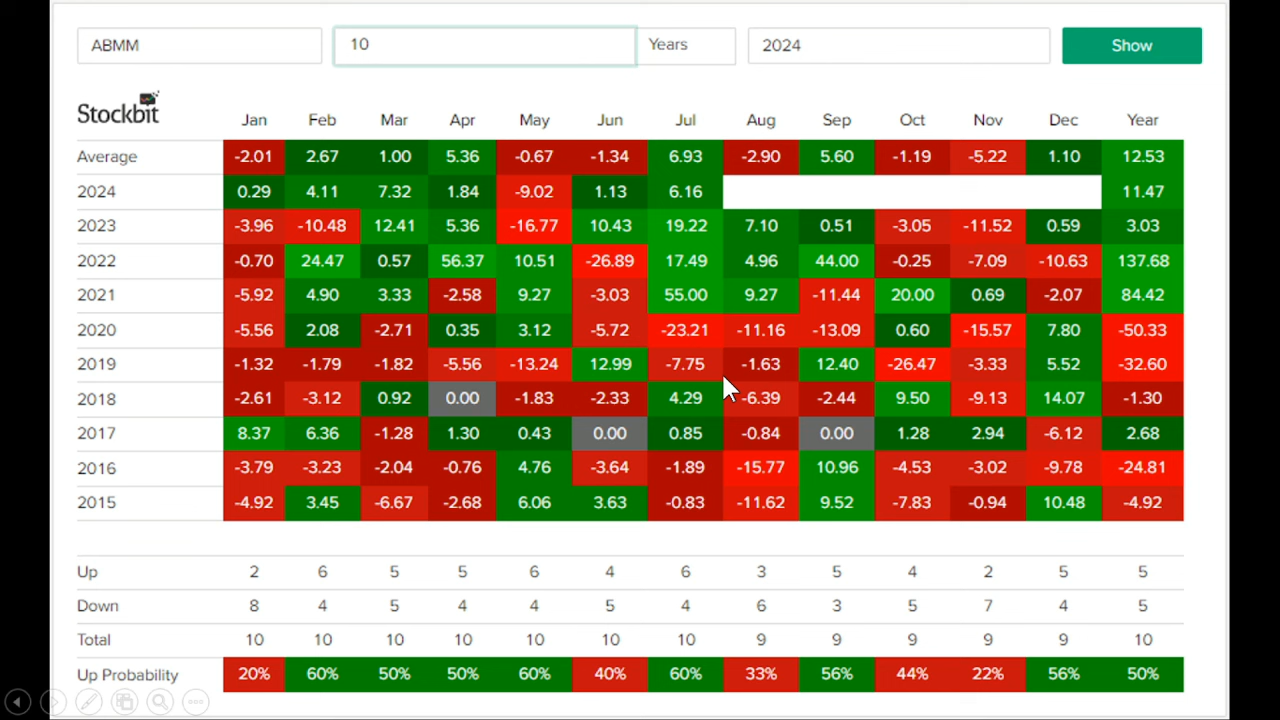 ABMM 10 Years 2024 Show
Stockbit Jan Feb Mar Apr May Jun Jul Aug Sep Oct Nov Dec Year
Average -2.01 2.67 1.00 5.36 -0.67 -1.34 6.93 -2.90 5.60 -1.19 -5.22 1.10 12.53
2024 0.29 4.11 7.32 1.84 -9.02 1.13 6.16 11.47
2023 -3.96 -10.48 12.41 5.36 -16.77 10.43 19.22 7.10 0.51 -3.05 -11.52 0.59 3.03
2022 -0.70 24.47 0.57 56.37 10.51 -26.89 17.49 4.96 44.00 -0.25 -7.09 -10.63 137.68
2021 -5.92 4.90 3.33 -2.58 9.27 -3.03 55.00 9.27 -11.44 20.00 0.69 -2.07 84.42
2020 -5.56 2.08 -2.71 0.35 3.12 -5.72 -23.21 -11.16 -13.09 0.60 -15.57 7.80 -50.33
2019 -1.32 -1.79 -1.82 -5.56 -13.24 12.99 -7.75 -1.63 12.40 -26.47 -3.33 5.52 -32.60
2018 -2.61 -3.12 0.92 0.00 -1.83 -2.33 4.29 -6.39 -2.44 9.50 -9.13 14.07 -1.30
2017 8.37 6.36 -1.28 1.30 0.43 0.00 0.85 -0.84 0.00 1.28 2.94 -6.12 2.68
2016 -3.79 -3.23 -2.04 -0.76 4.76 -3.64 -1.89 -15.77 10.96 -4.53 -3.02 -9.78 -24.81
2015 -4.92 3.45 -6.67 -2.68 6.06 3.63 -0.83 -11.62 9.52 -7.83 -0.94 10.48 -4.92
Up 2 6 5 5 6 4 6 3 5 4 2 5 5
Down 8 4 5 4 4 5 4 6 3 5 7 4 5
Total 10 10 10 10 10 10 10 9 9 9 9 9 10
Up Probability 20% 60% 50% 50% 60% 40% 60% 33% 56% 44% 22% 56% 50%